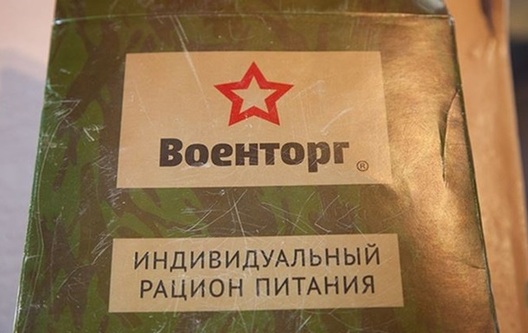 Военторг®
ИНДИВИДУАЛЬНЫЙ
РАЦИОН ПИТАНИЯ